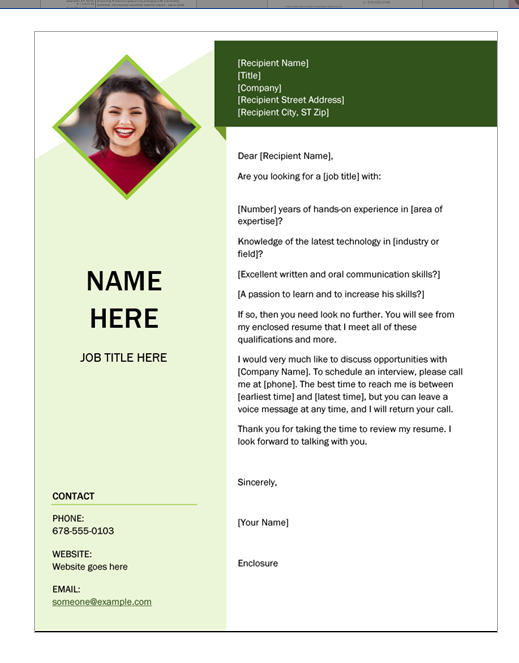 [Recipient Name]
[Title]
[Company]
[Recipient Street Address]
[Recipient City, ST Zip]
Dear [Recipient Name],
Are you looking for a [job title] with:
[Number] years of hands-on experience in [area of
expertise]?
Knowledge of the latest technology in [industry or
field]?
[Excellent written and oral communication skills?]
[A passion to learn and to increase his skills?]
If so, then you need look no further. You will see from
my enclosed resume that I meet all of these
qualifications and more.
I would very much like to discuss opportunities with
[Company Name]. To schedule an interview, please call
me at [phone]. The best time to reach me is between
[earliest time] and [latest time], but you can leave a
voice message at any time, and I will return your call.
Thank you for taking the time to review my resume. I
look forward to talking with you.
Sincerely,
[Your Name]
Enclosure
NAME
HERE
JOB TITLE HERE
CONTACT
PHONE:
678-555-0103
WEBSITE:
Website goes here
EMAIL:
someone@example.com